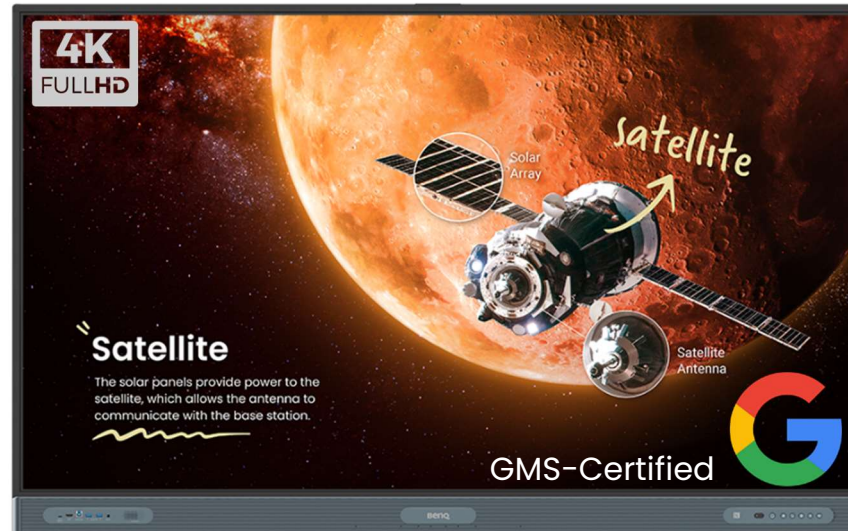 4K
FULLHD
satellite
Solar
Array
Satellite
The solar panels provide power to the
satellite, which allows the antenna to
communicate with the base station.
Satellite
Antenna
GMS-Certified
BenQ